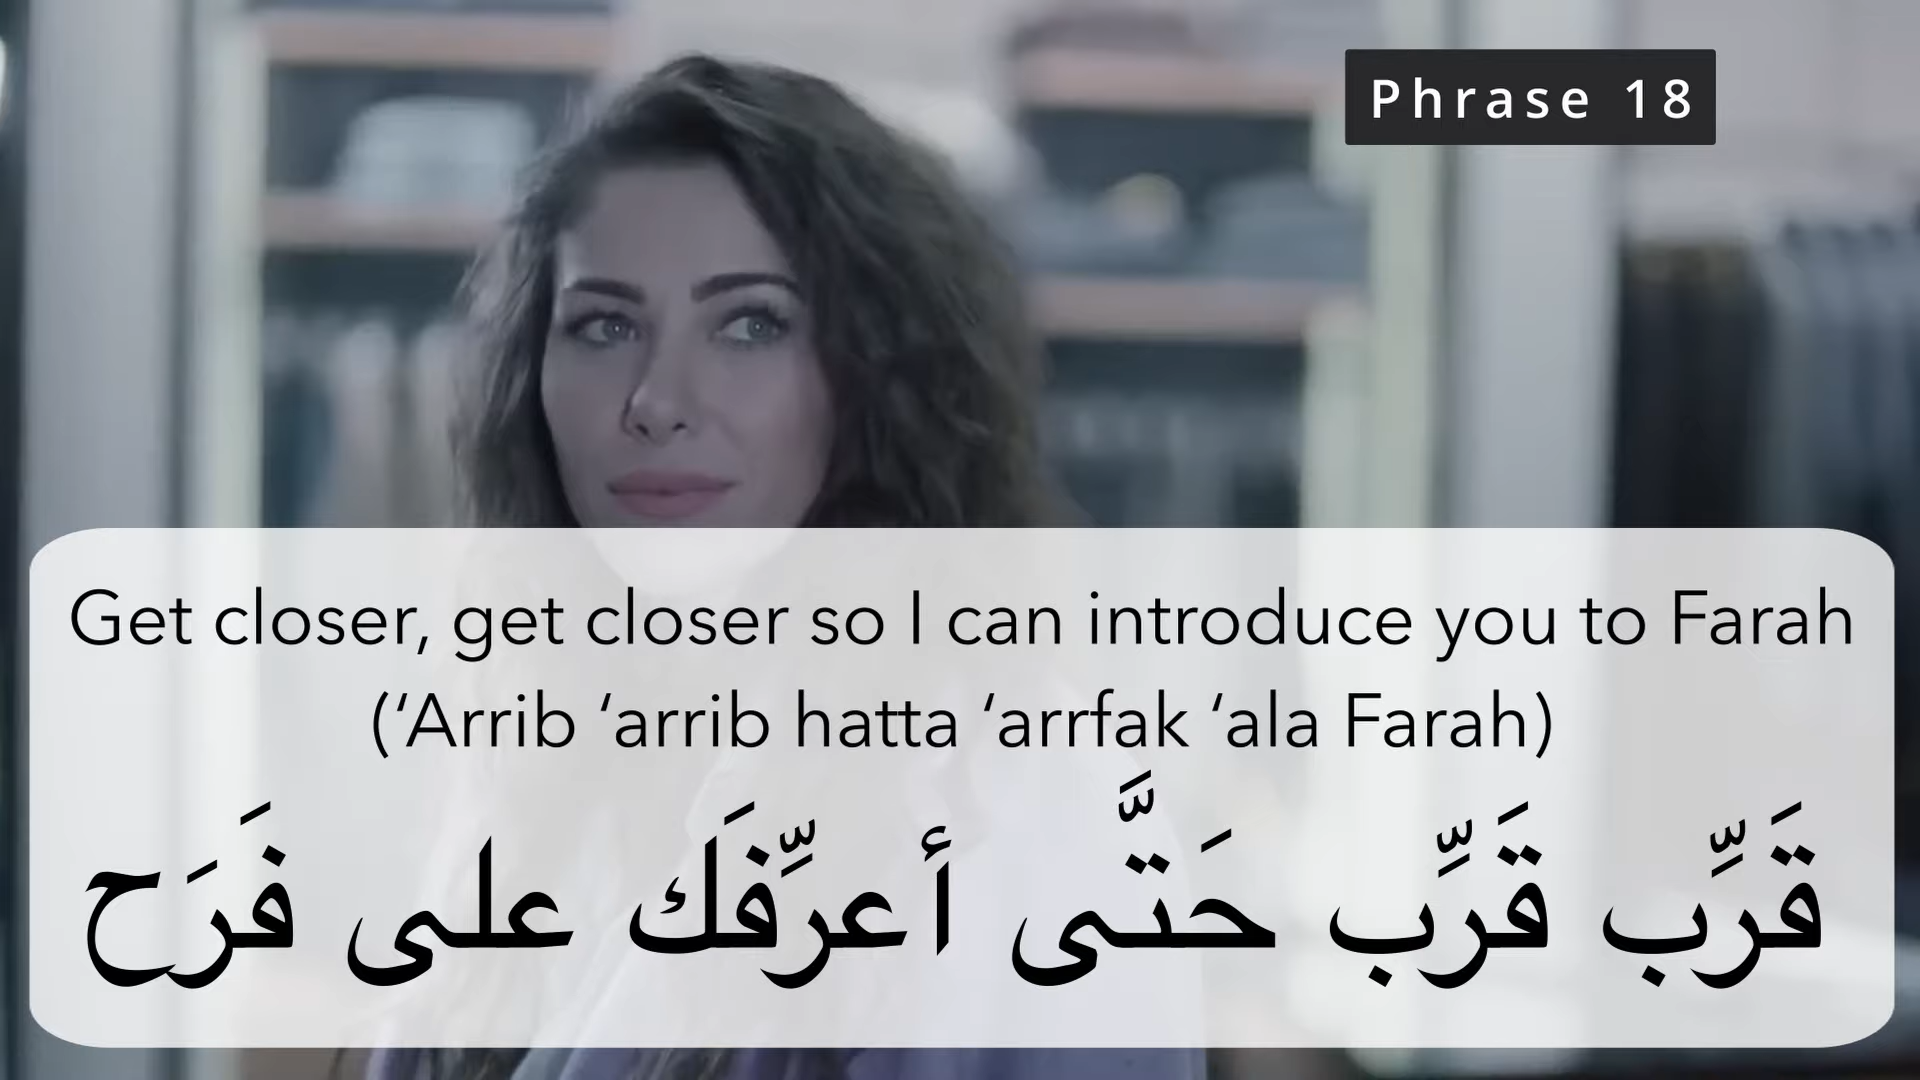 Phrase 18
Get closer, get closer so I can introduce you to Farah
(‘Arrib ‘arrib hatta ‘arrfak ‘ala Farah)
قَرِّب قَرِّب حَتَّى أعرِّفَك على فَرَح